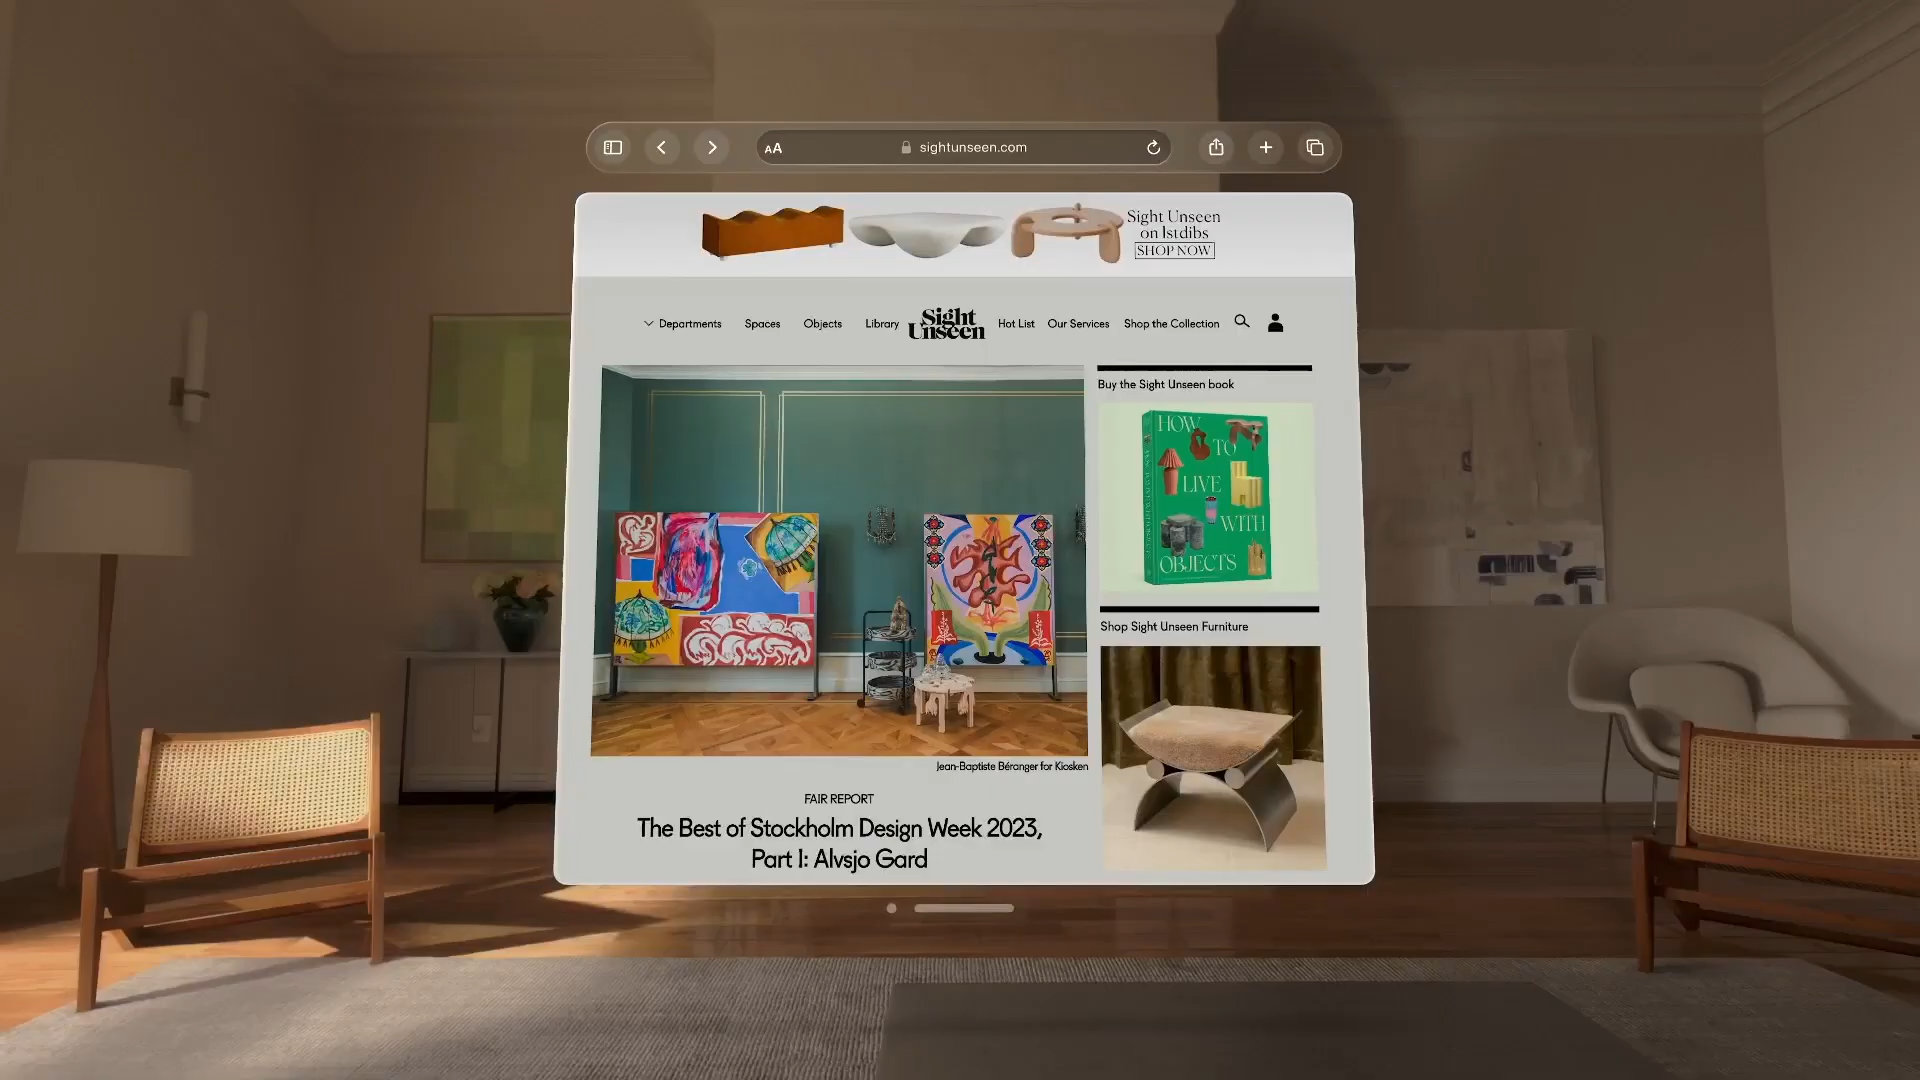 AA
sightunseen.com
Sight Unseen
on 1stdibs
SHOP NOW
Departments
Spaces
Objects
Library
Sight
Unseen
Hot List
Our Services
Shop the Collection
Buy the Sight Unseen book
HOW
TO
LIVE
WITH
OBJECTS
Jean-Baptiste Béranger for Kiosken
FAIR REPORT
The Best of Stockholm Design Week 2023,
Part 1: Alvsjo Gard
Shop Sight Unseen Furniture